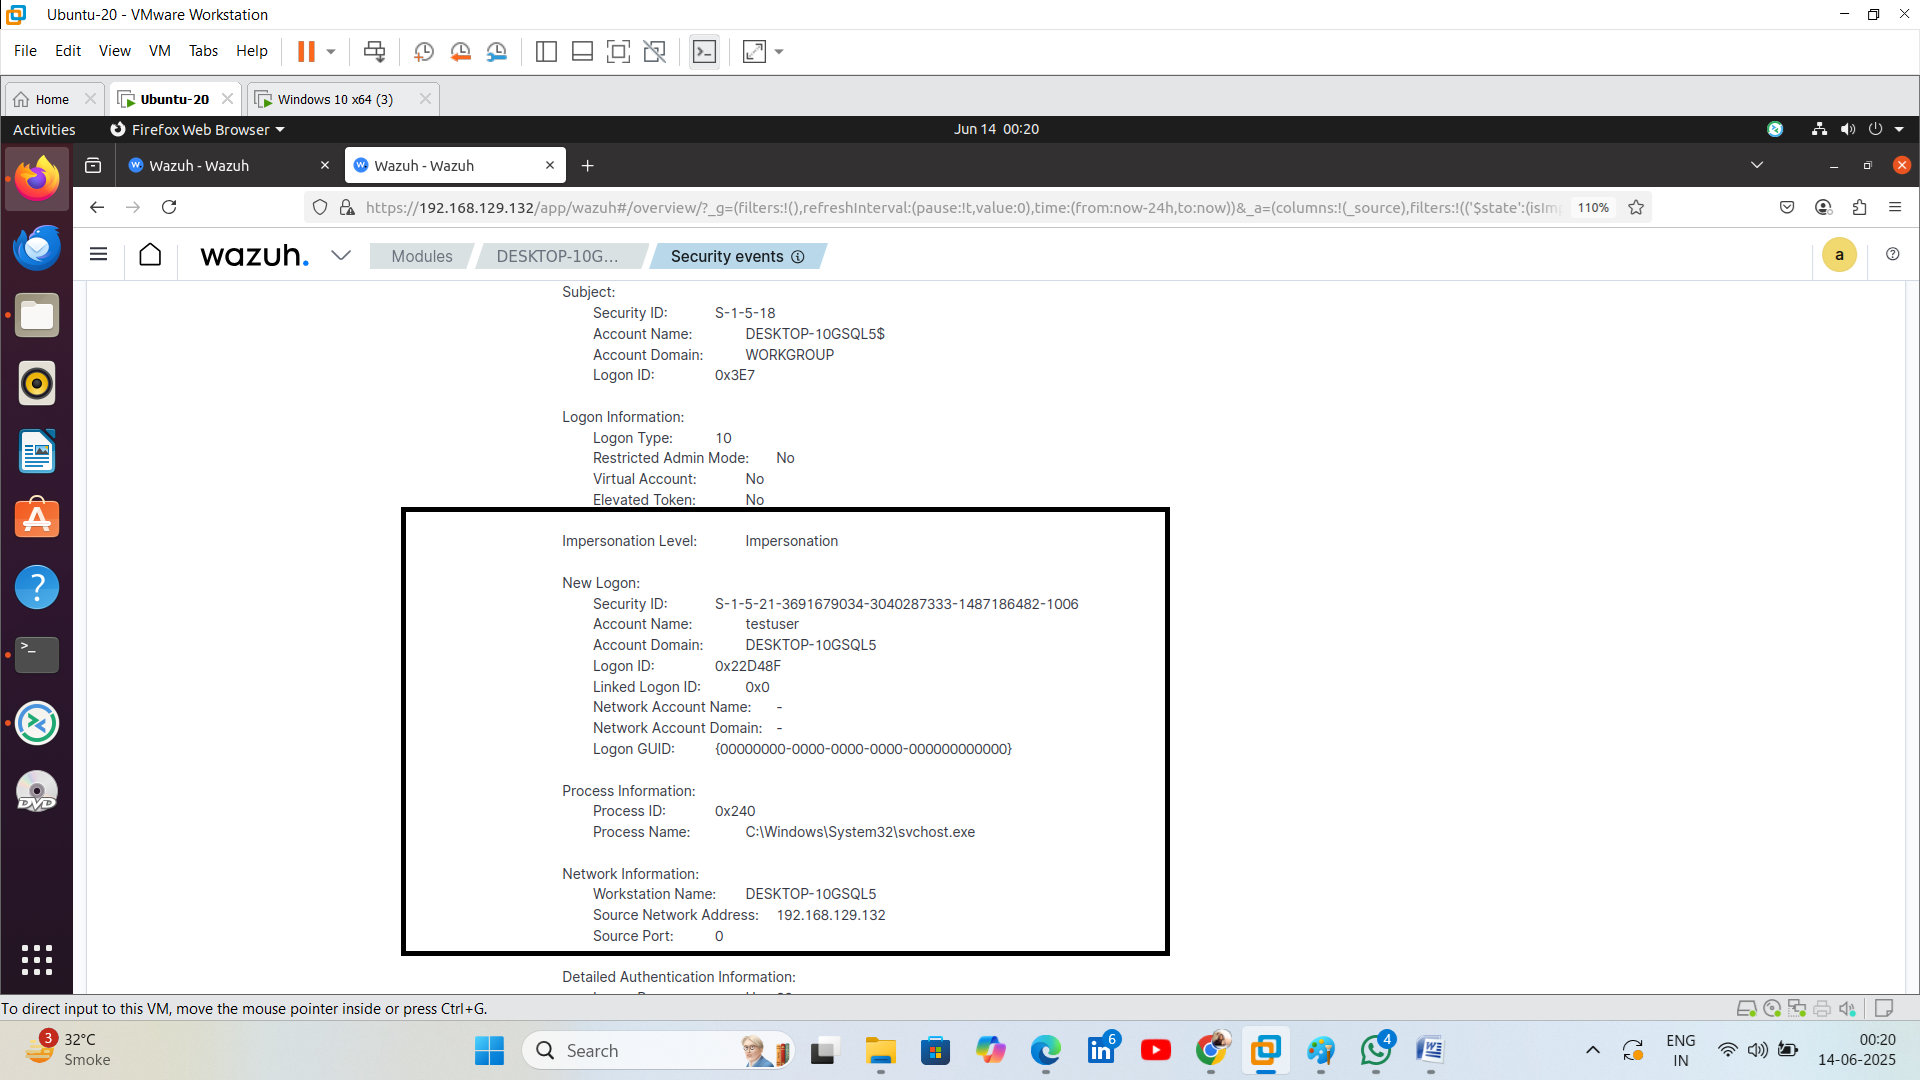 Ubuntu-20 - VMware Workstation
File Edit View VM Tabs Help
Home Ubuntu-20 Windows 10 x64 (3)
Activities Firefox Web Browser Jun 14 00:20
Wazuh - Wazuh Wazuh - Wazuh
https://192.168.129.132/app/wazuh#/overview/?_g=(filters:!(),refreshInterval:(pause:!t,value:0),time:(from:now-24h,to:now))&_a=(columns:!(_source),filters:!(('$state':(isImp 110%
wazuh. Modules DESKTOP-10G... Security events a
Subject:
Security ID: S-1-5-18
Account Name: DESKTOP-10GSQL5$
Account Domain: WORKGROUP
Logon ID: 0x3E7
Logon Information:
Logon Type: 10
Restricted Admin Mode: No
Virtual Account: No
Elevated Token: No
Impersonation Level: Impersonation
New Logon:
Security ID: S-1-5-21-3691679034-3040287333-1487186482-1006
Account Name: testuser
Account Domain: DESKTOP-10GSQL5
Logon ID: 0x22D48F
Linked Logon ID: 0x0
Network Account Name: -
Network Account Domain: -
Logon GUID: {00000000-0000-0000-0000-000000000000}
Process Information:
Process ID: 0x240
Process Name: C:\Windows\System32\svchost.exe
Network Information:
Workstation Name: DESKTOP-10GSQL5
Source Network Address: 192.168.129.132
Source Port: 0
Detailed Authentication Information:
DVD
To direct input to this VM, move the mouse pointer inside or press Ctrl+G.
3 32°C
Smoke
Search
6
4
ENG
IN
00:20
14-06-2025